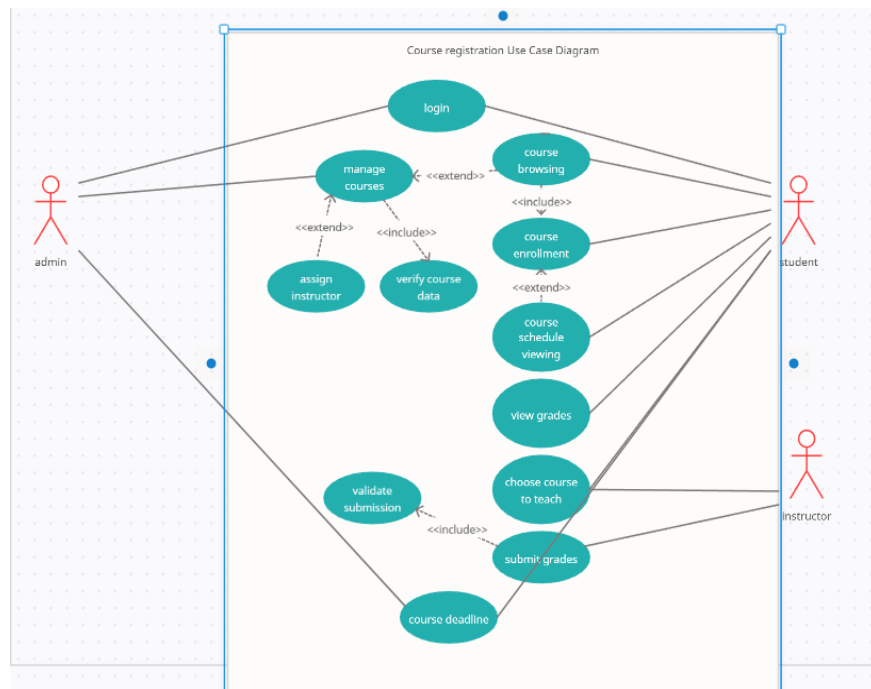 Course registration Use Case Diagram
login
course
browsing
manage
courses
<<extend>>
<<include>>
<<extend>>
<<include>>
course
enrollment
admin
student
assign
instructor
verify course
data
<<extend>>
course
schedule
viewing
view grades
choose course
to teach
validate
submission
instructor
<<include>>
submit grades
course deadline